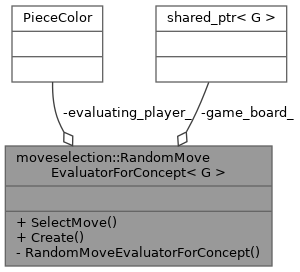 PieceColor
shared_ptr< G >
-evaluating_player_
-game_board_
moveselection::RandomMove
EvaluatorForConcept< G >
+ SelectMove()
+ Create()
- RandomMoveEvaluatorForConcept()